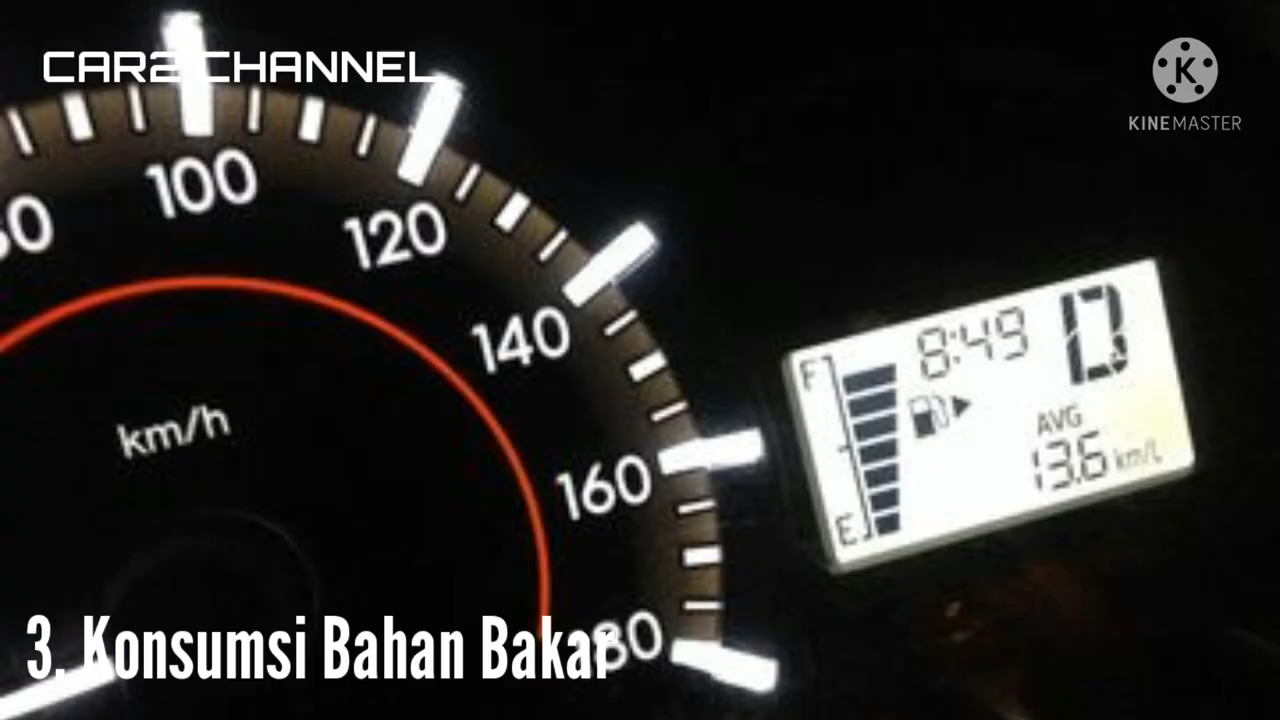 CAR2 CHANNEL
K
KINEMASTER
100
120
140
160
km/h
F
8:49
D
AVG
13.6 km/L
E
3. Konsumsi Bahan Bakar